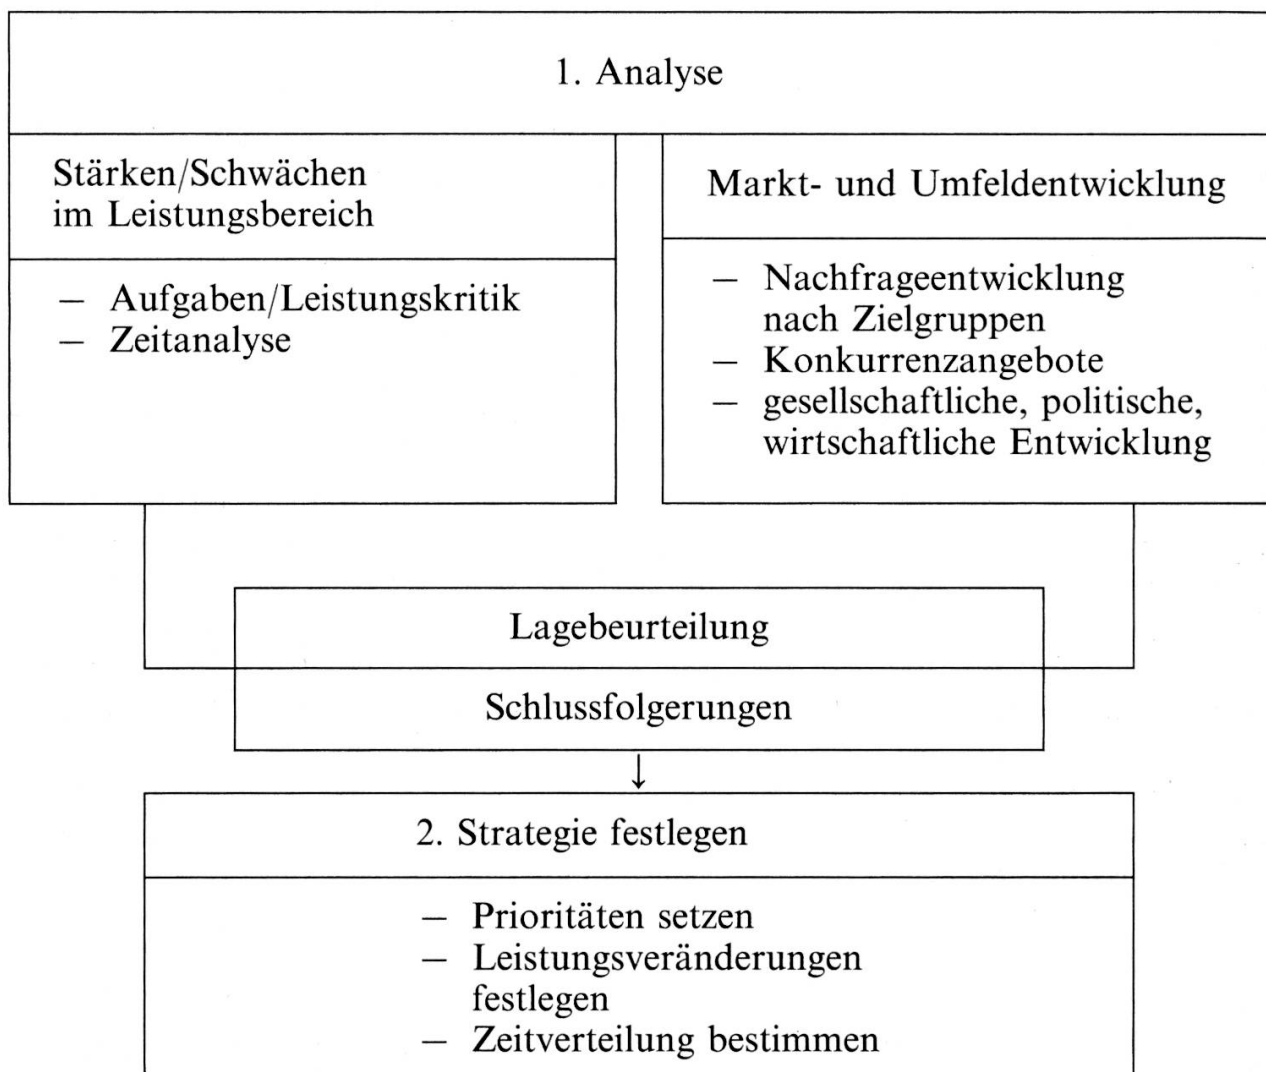 1. Analyse
Stärken/Schwächen
im Leistungsbereich
— Aufgaben/Leistungskritik
— Zeitanalyse
Markt- und Umfeldentwicklung
— Nachfrageentwicklung
nach Zielgruppen
— Konkurrenzangebote
— gesellschaftliche, politische,
wirtschaftliche Entwicklung
Lagebeurteilung
Schlussfolgerungen
↓
2. Strategie festlegen
— Prioritäten setzen
— Leistungsveränderungen
festlegen
— Zeitverteilung bestimmen